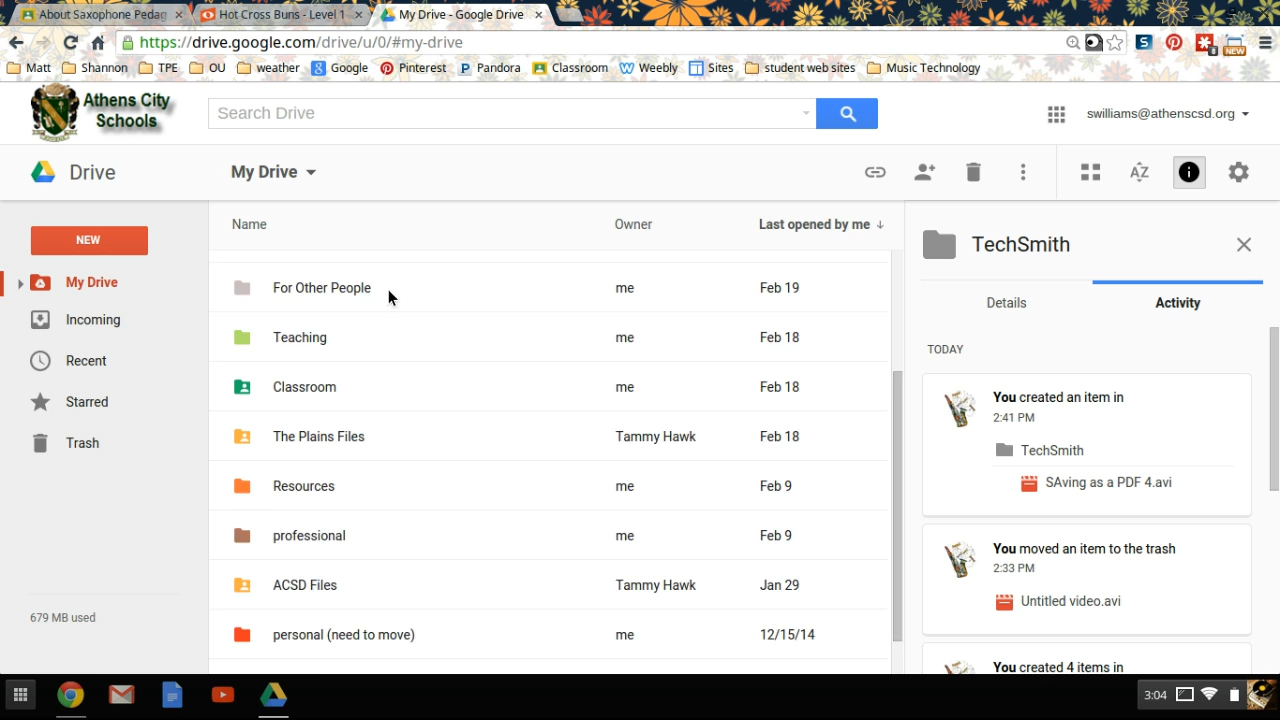 About Saxophone Pedag
Hot Cross Buns - Level 1
My Drive - Google Drive
https://drive.google.com/drive/u/0/#my-drive
8
NEW
Matt
Shannon
TPE
OU
weather
Google
Pinterest
Pandora
Classroom
Weebly
Sites
student web sites
Music Technology
Athens City
Schools
Search Drive
swilliams@athenscsd.org
Drive
My Drive
NEW
My Drive
Incoming
Recent
Starred
Trash
679 MB used
Name Owner Last opened by me
For Other People me Feb 19
Teaching me Feb 18
Classroom me Feb 18
The Plains Files Tammy Hawk Feb 18
Resources me Feb 9
professional me Feb 9
ACSD Files Tammy Hawk Jan 29
personal (need to move) me 12/15/14
TechSmith
Details Activity
TODAY
You created an item in
2:41 PM
TechSmith
SAving as a PDF 4.avi
You moved an item to the trash
2:33 PM
Untitled video.avi
You created 4 items in
3:04